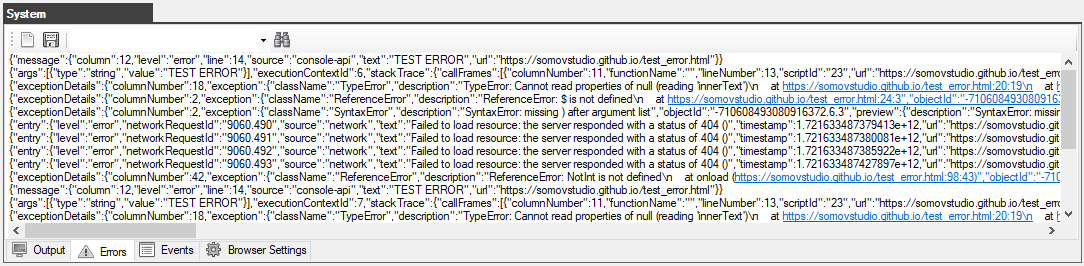 System
{"message":{"column":12,"level":"error","line":14,"source":"console-api","text":"TEST ERROR","url":"https://somovstudio.github.io/test_error.html"}}
{"args":[{"type":"string","value":"TEST ERROR"}],"executionContextId":6,"stackTrace":{"callFrames":[{"columnNumber":11,"functionName":"","lineNumber":13,"scriptId":"23","url":"https://somovstudio.github.io/test_erro
{"exceptionDetails":{"columnNumber":18,"exception":{"className":"TypeError","description":"TypeError: Cannot read properties of null (reading 'innerText')\n    at https://somovstudio.github.io/test_error.html:20:19\n    at h
{"exceptionDetails":{"columnNumber":2,"exception":{"className":"ReferenceError","description":"ReferenceError: $ is not defined\n    at https://somovstudio.github.io/test_error.html:24:3","objectId":"-710608493080916
{"exceptionDetails":{"columnNumber":2,"exception":{"className":"SyntaxError","description":"SyntaxError: missing ) after argument list","objectId":"-7106084930809163​72.6.3","preview":{"description":"SyntaxError: missin
{"entry":{"level":"error","networkRequestId":"9060.490","source":"network","text":"Failed to load resource: the server responded with a status of 404 ()","timestamp":1.721633487379413e+12,"url":"https://somovstudio.git
{"entry":{"level":"error","networkRequestId":"9060.491","source":"network","text":"Failed to load resource: the server responded with a status of 404 ()","timestamp":1.721633487380081e+12,"url":"https://somovstudio.git
{"entry":{"level":"error","networkRequestId":"9060.492","source":"network","text":"Failed to load resource: the server responded with a status of 404 ()","timestamp":1.721633487385922e+12,"url":"https://somovstudio.git
{"entry":{"level":"error","networkRequestId":"9060.493","source":"network","text":"Failed to load resource: the server responded with a status of 404 ()","timestamp":1.721633487427897e+12,"url":"https://somovstudio.git
{"exceptionDetails":{"columnNumber":42,"exception":{"className":"ReferenceError","description":"ReferenceError: NotInt is not defined\n    at onload (https://somovstudio.github.io/test_error.html:98:43)","objectId":"-710
{"message":{"column":12,"level":"error","line":14,"source":"console-api","text":"TEST ERROR","url":"https://somovstudio.github.io/test_error.html"}}
{"args":[{"type":"string","value":"TEST ERROR"}],"executionContextId":7,"stackTrace":{"callFrames":[{"columnNumber":11,"functionName":"","lineNumber":13,"scriptId":"23","url":"https://somovstudio.github.io/test_erro
{"exceptionDetails":{"columnNumber":18,"exception":{"className":"TypeError","description":"TypeError: Cannot read properties of null (reading 'innerText')\n    at https://somovstudio.github.io/test_error.html:20:19\n    at h
Output Errors Events Browser Settings